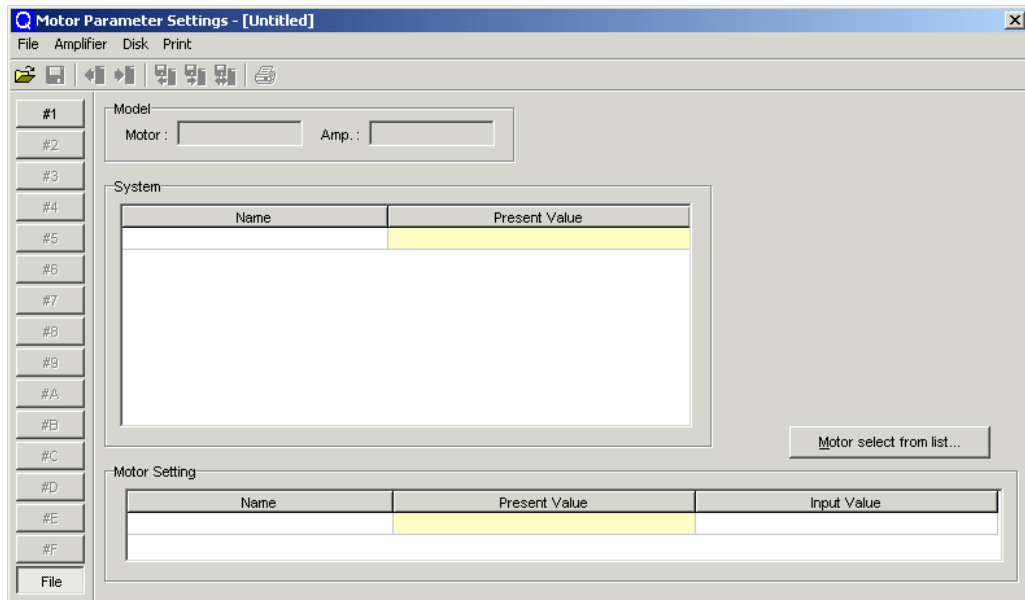 Q Motor Parameter Settings - [Untitled]
File Amplifier Disk Print
#1
#2
#3
#4
#5
#6
#7
#8
#9
#A
#B
#C
#D
#E
#F
File
Model
Motor : Amp. :
System
Name Present Value
Motor select from list...
Motor Setting
Name Present Value Input Value